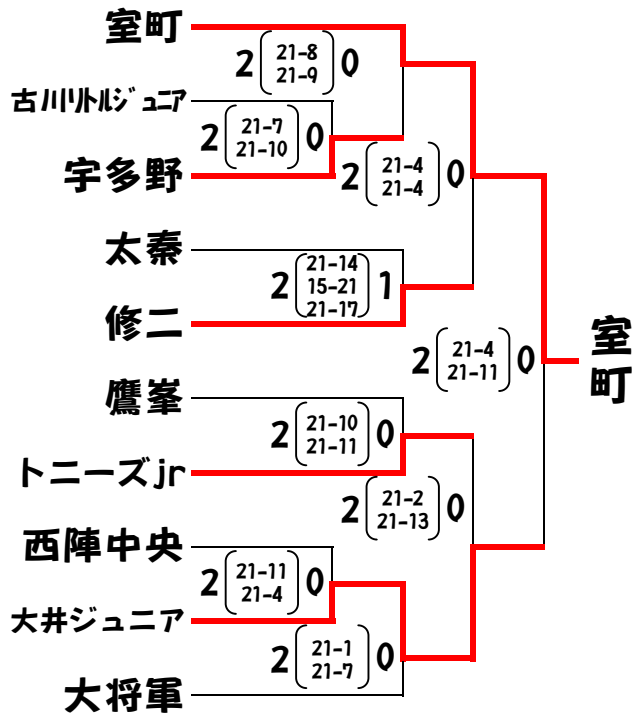 室町
2 21-8 0
21-9
古川リトルジュニア
2 21-7 0
21-10
宇多野
2 21-4 0
21-4
太秦
2 21-14 1
15-21
21-17
修二
室町
2 21-4 0
21-11
鷹峯
2 21-10 0
21-11
トニーズjr
2 21-2 0
21-13
西陣中央
2 21-11 0
21-4
大井ジュニア
2 21-1 0
21-7
大将軍